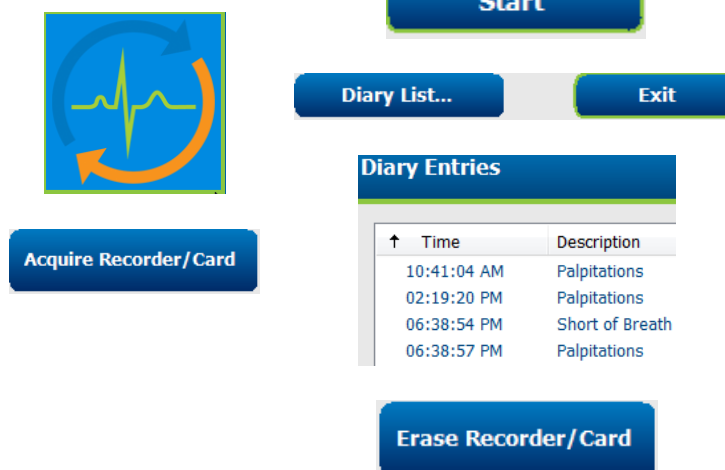 Start
Diary List...
Exit
Diary Entries
Acquire Recorder/Card
↑ Time Description
10:41:04 AM Palpitations
02:19:20 PM Palpitations
06:38:54 PM Short of Breath
06:38:57 PM Palpitations
Erase Recorder/Card